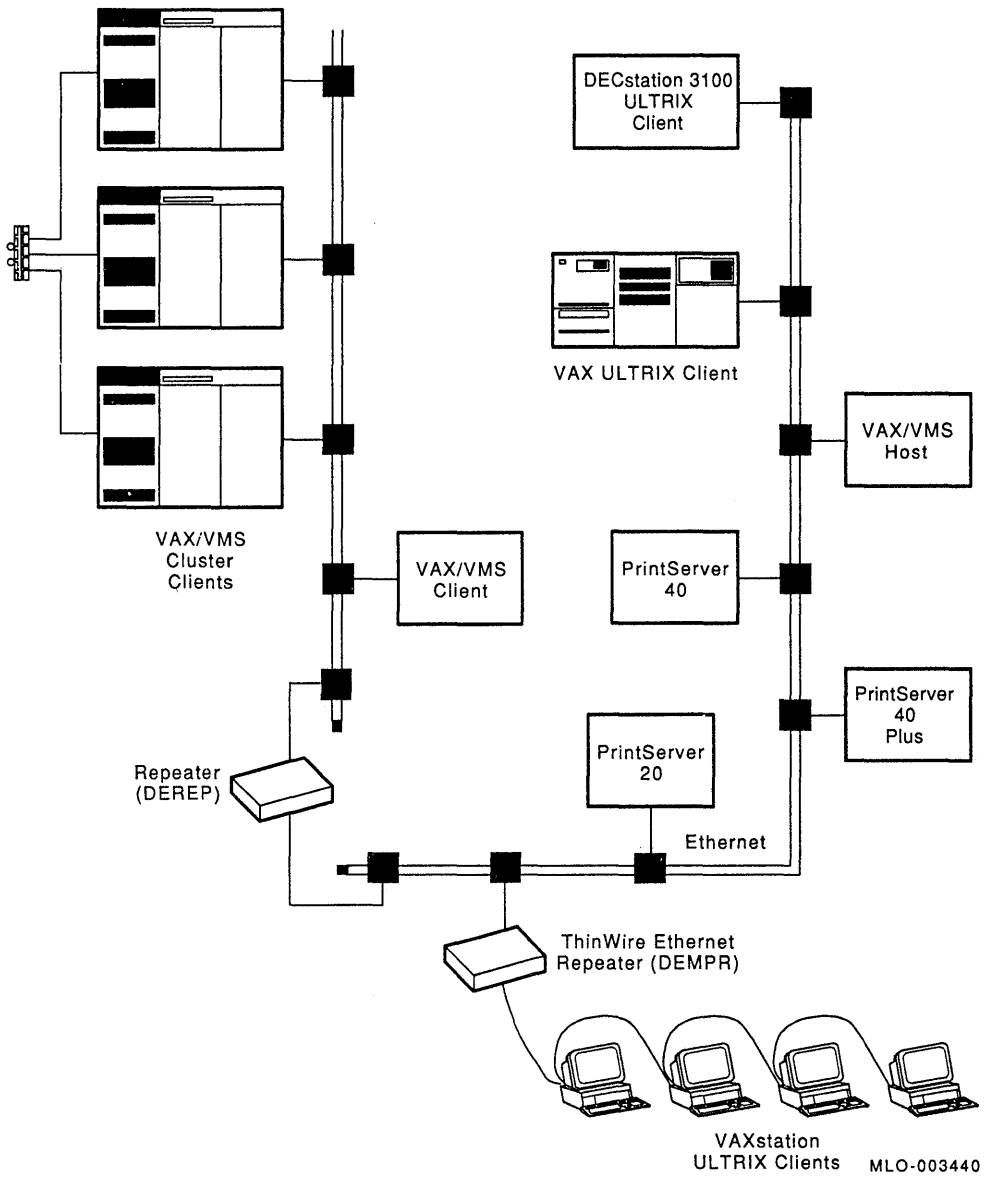 DECstation 3100
ULTRIX
Client
VAX ULTRIX Client
VAX/VMS
Host
VAX/VMS
Cluster
Clients
VAX/VMS
Client
PrintServer
40
PrintServer
40
Plus
PrintServer
20
Repeater
(DEREP)
Ethernet
ThinWire Ethernet
Repeater (DEMPR)
VAXstation
ULTRIX Clients
MLO-003440